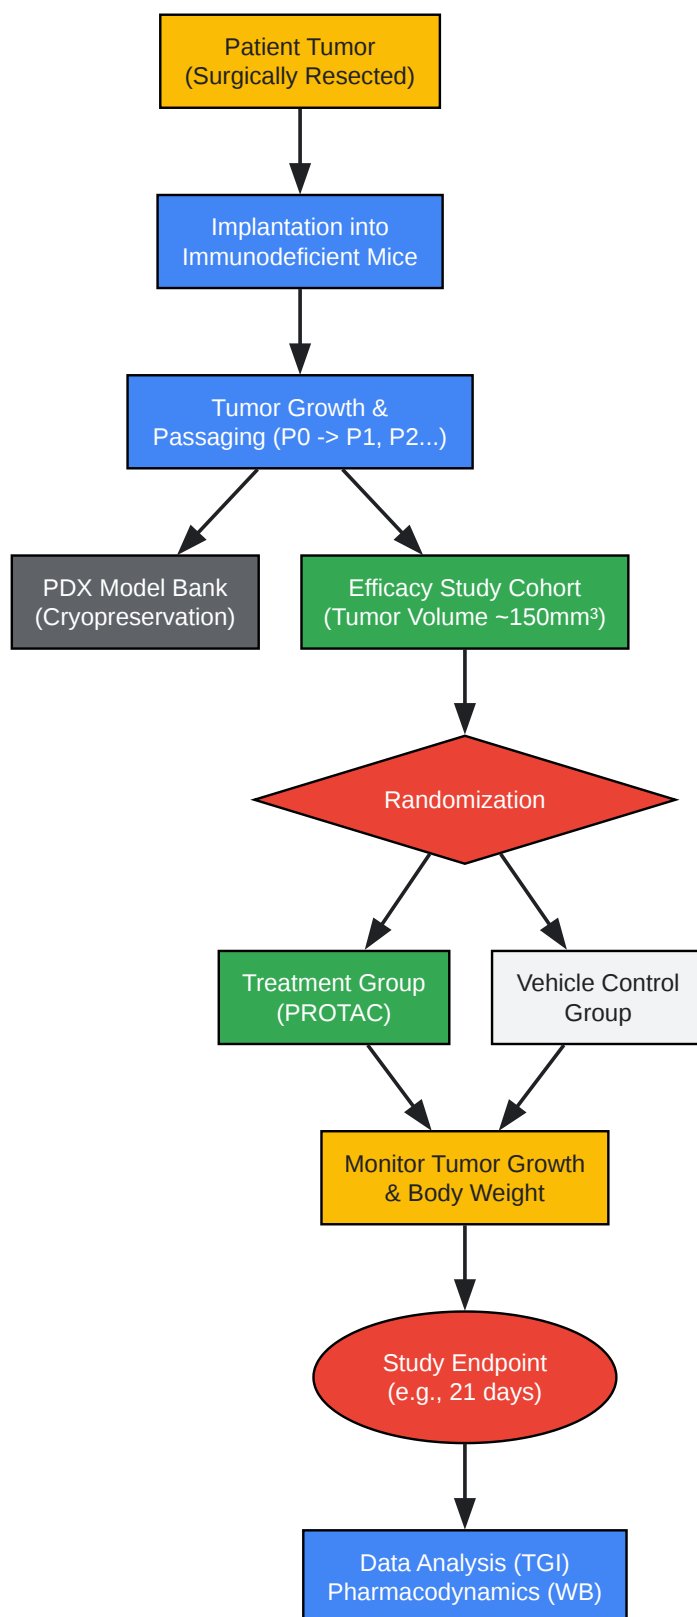 Patient Tumor
(Surgically Resected)
Implantation into
Immunodeficient Mice
Tumor Growth &
Passaging (P0 -> P1, P2...)
PDX Model Bank
(Cryopreservation)
Efficacy Study Cohort
(Tumor Volume ~150mm³)
Randomization
Treatment Group
(PROTAC)
Vehicle Control
Group
Monitor Tumor Growth
& Body Weight
Study Endpoint
(e.g., 21 days)
Data Analysis (TGI)
Pharmacodynamics (WB)